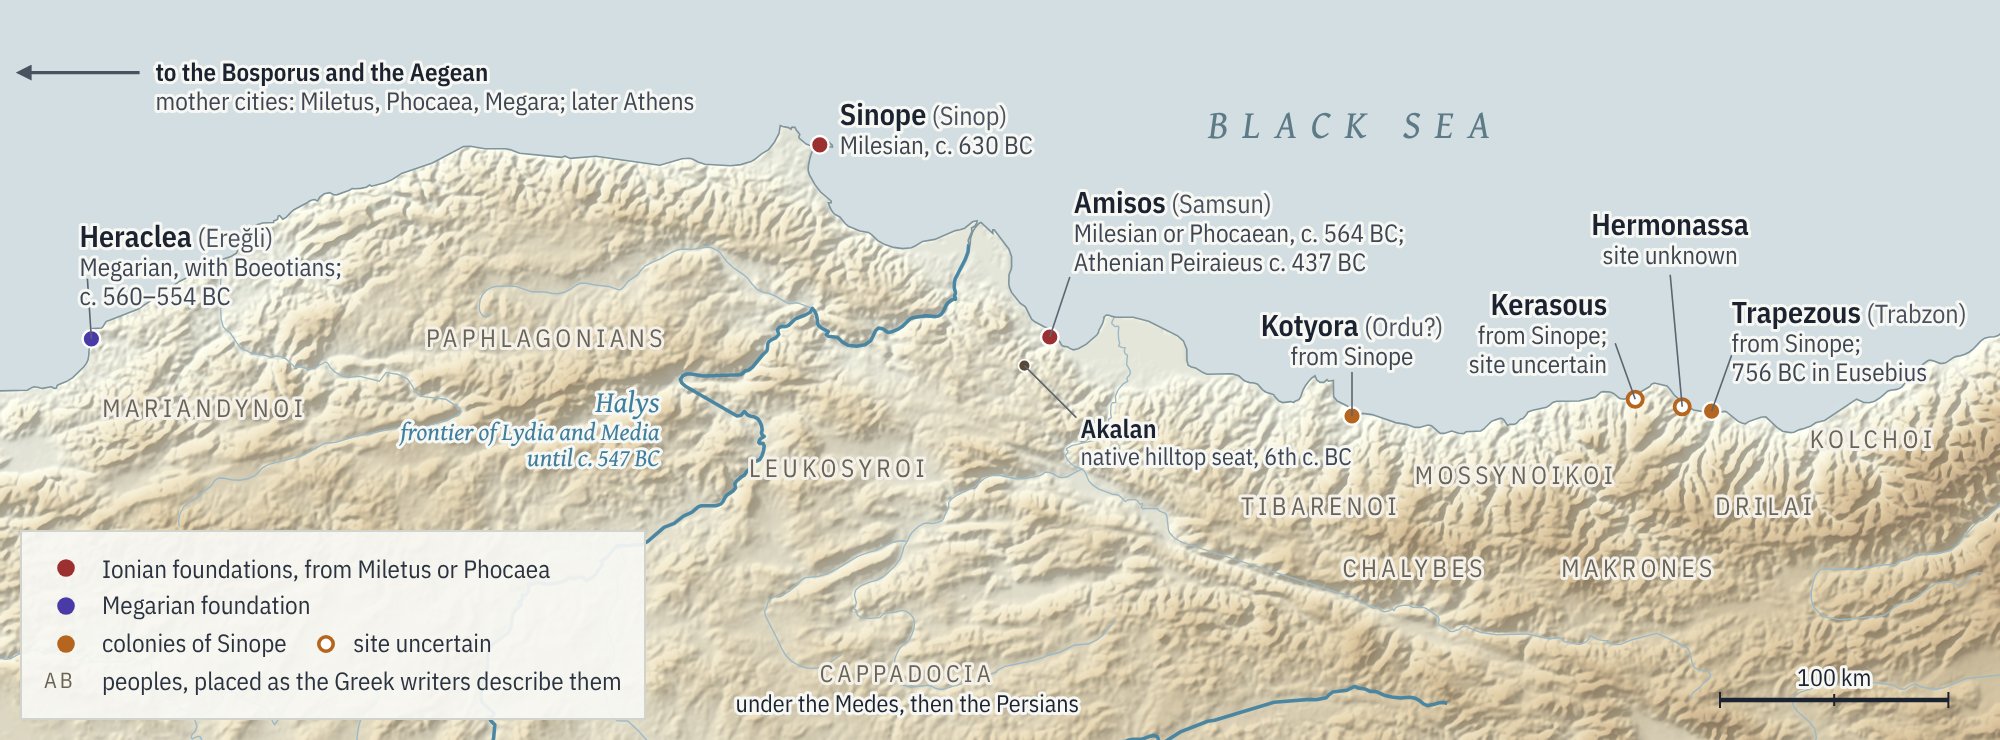 to the Bosporus and the Aegean
mother cities: Miletus, Phocaea, Megara; later Athens
Sinope (Sinop)
Milesian, c. 630 BC
BLACK SEA
Heraclea (Ereğli)
Megarian, with Boeotians;
c. 560–554 BC
Amisos (Samsun)
Milesian or Phocaean, c. 564 BC;
Athenian Peiraieus c. 437 BC
Hermonassa
site unknown
Kotyora (Ordu?)
from Sinope
Kerasous
from Sinope;
site uncertain
Trapezous (Trabzon)
from Sinope;
756 BC in Eusebius
PAPHLAGONIANS
MARIANDYNOI
Halys
frontier of Lydia and Media
until c. 547 BC
LEUKOSYROI
Akalan
native hilltop seat, 6th c. BC
KOLCHOI
MOSSYNOIKOI
TIBARENOI
DRILAI
CHALYBES
MAKRONES
CAPPADOCIA
under the Medes, then the Persians
Ionian foundations, from Miletus or Phocaea
Megarian foundation
colonies of Sinope
site uncertain
AB peoples, placed as the Greek writers describe them
100 km